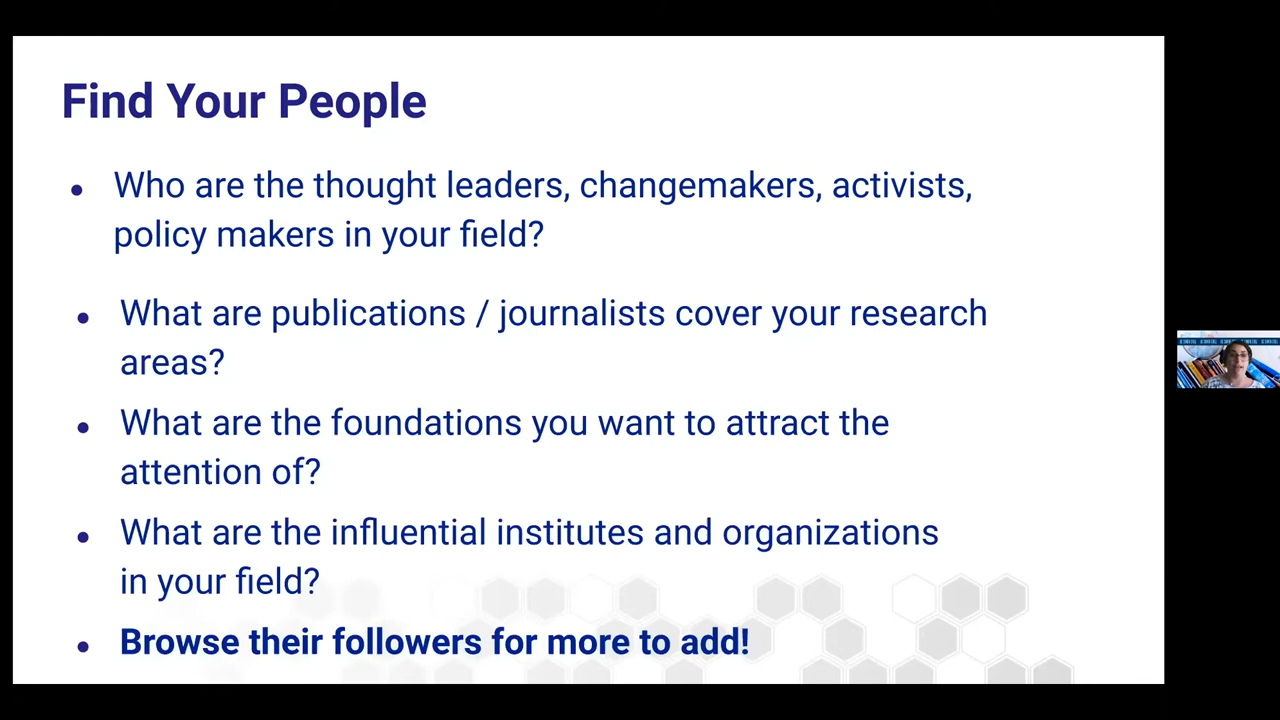 Find Your People
• Who are the thought leaders, changemakers, activists,
policy makers in your field?
• What are publications / journalists cover your research
areas?
• What are the foundations you want to attract the
attention of?
• What are the influential institutes and organizations
in your field?
• Browse their followers for more to add!